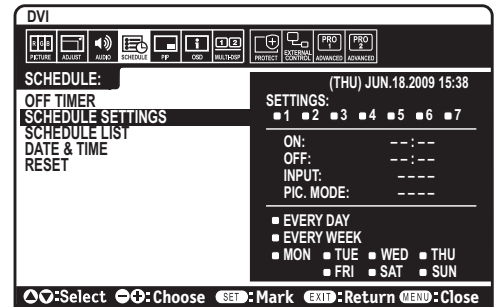 DVI
RGB
PICTURE ADJUST AUDIO SCHEDULE PIP OSD MULTI-DSP PROTECT EXTERNAL CONTROL PRO 1 ADVANCED PRO 2 ADVANCED
SCHEDULE:
OFF TIMER
SCHEDULE SETTINGS
SCHEDULE LIST
DATE & TIME
RESET
(THU) JUN.18.2009 15:38
SETTINGS:
1 2 3 4 5 6 7
ON: --:--
OFF: --:--
INPUT: ----
PIC. MODE: ----
EVERY DAY
EVERY WEEK
MON TUE WED THU
FRI SAT SUN
:Select :Choose SET:Mark EXIT:Return MENU:Close